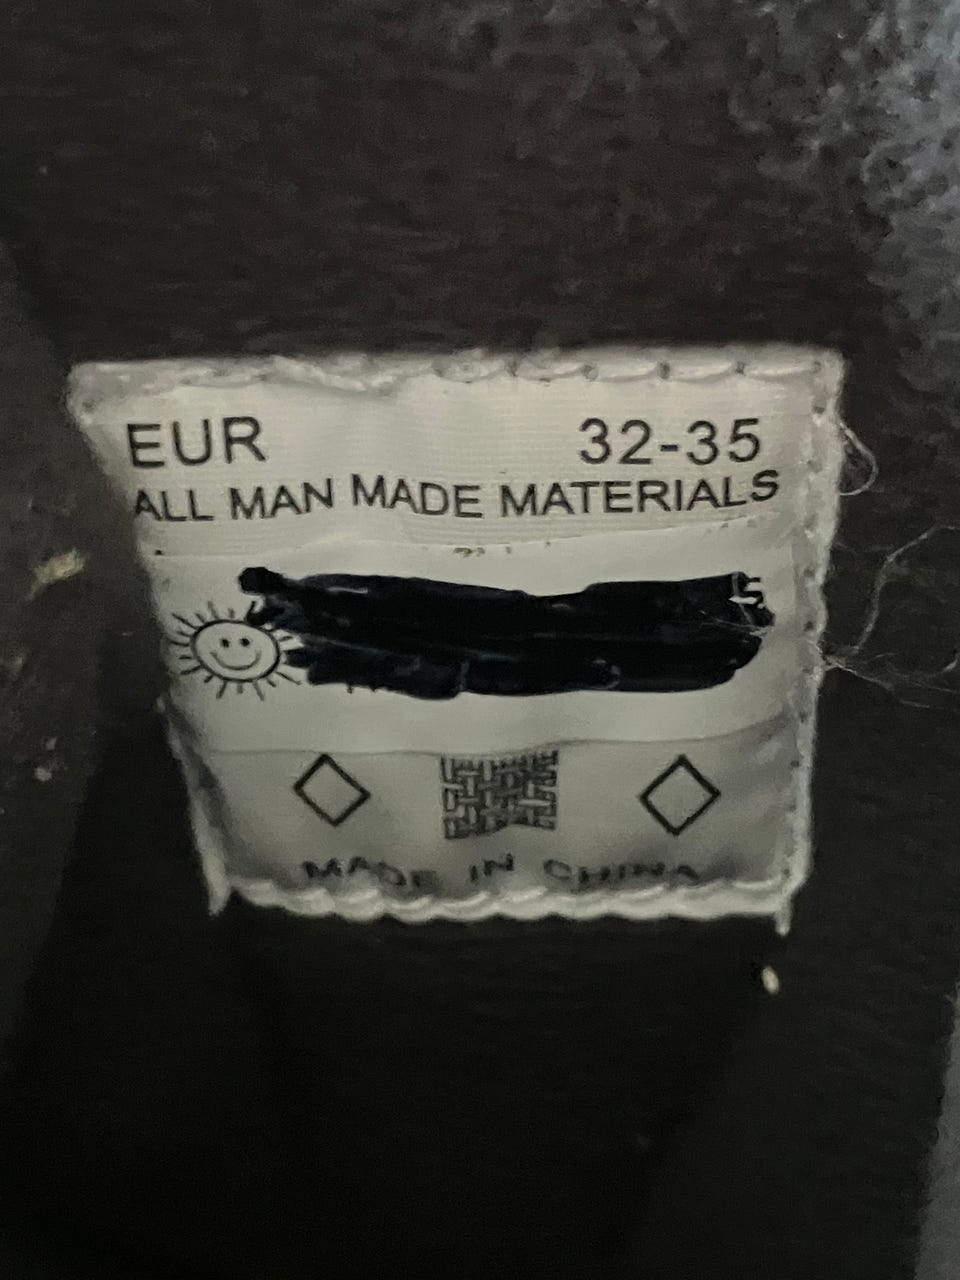 EUR 32-35
ALL MAN MADE MATERIALS
MADE IN CHINA